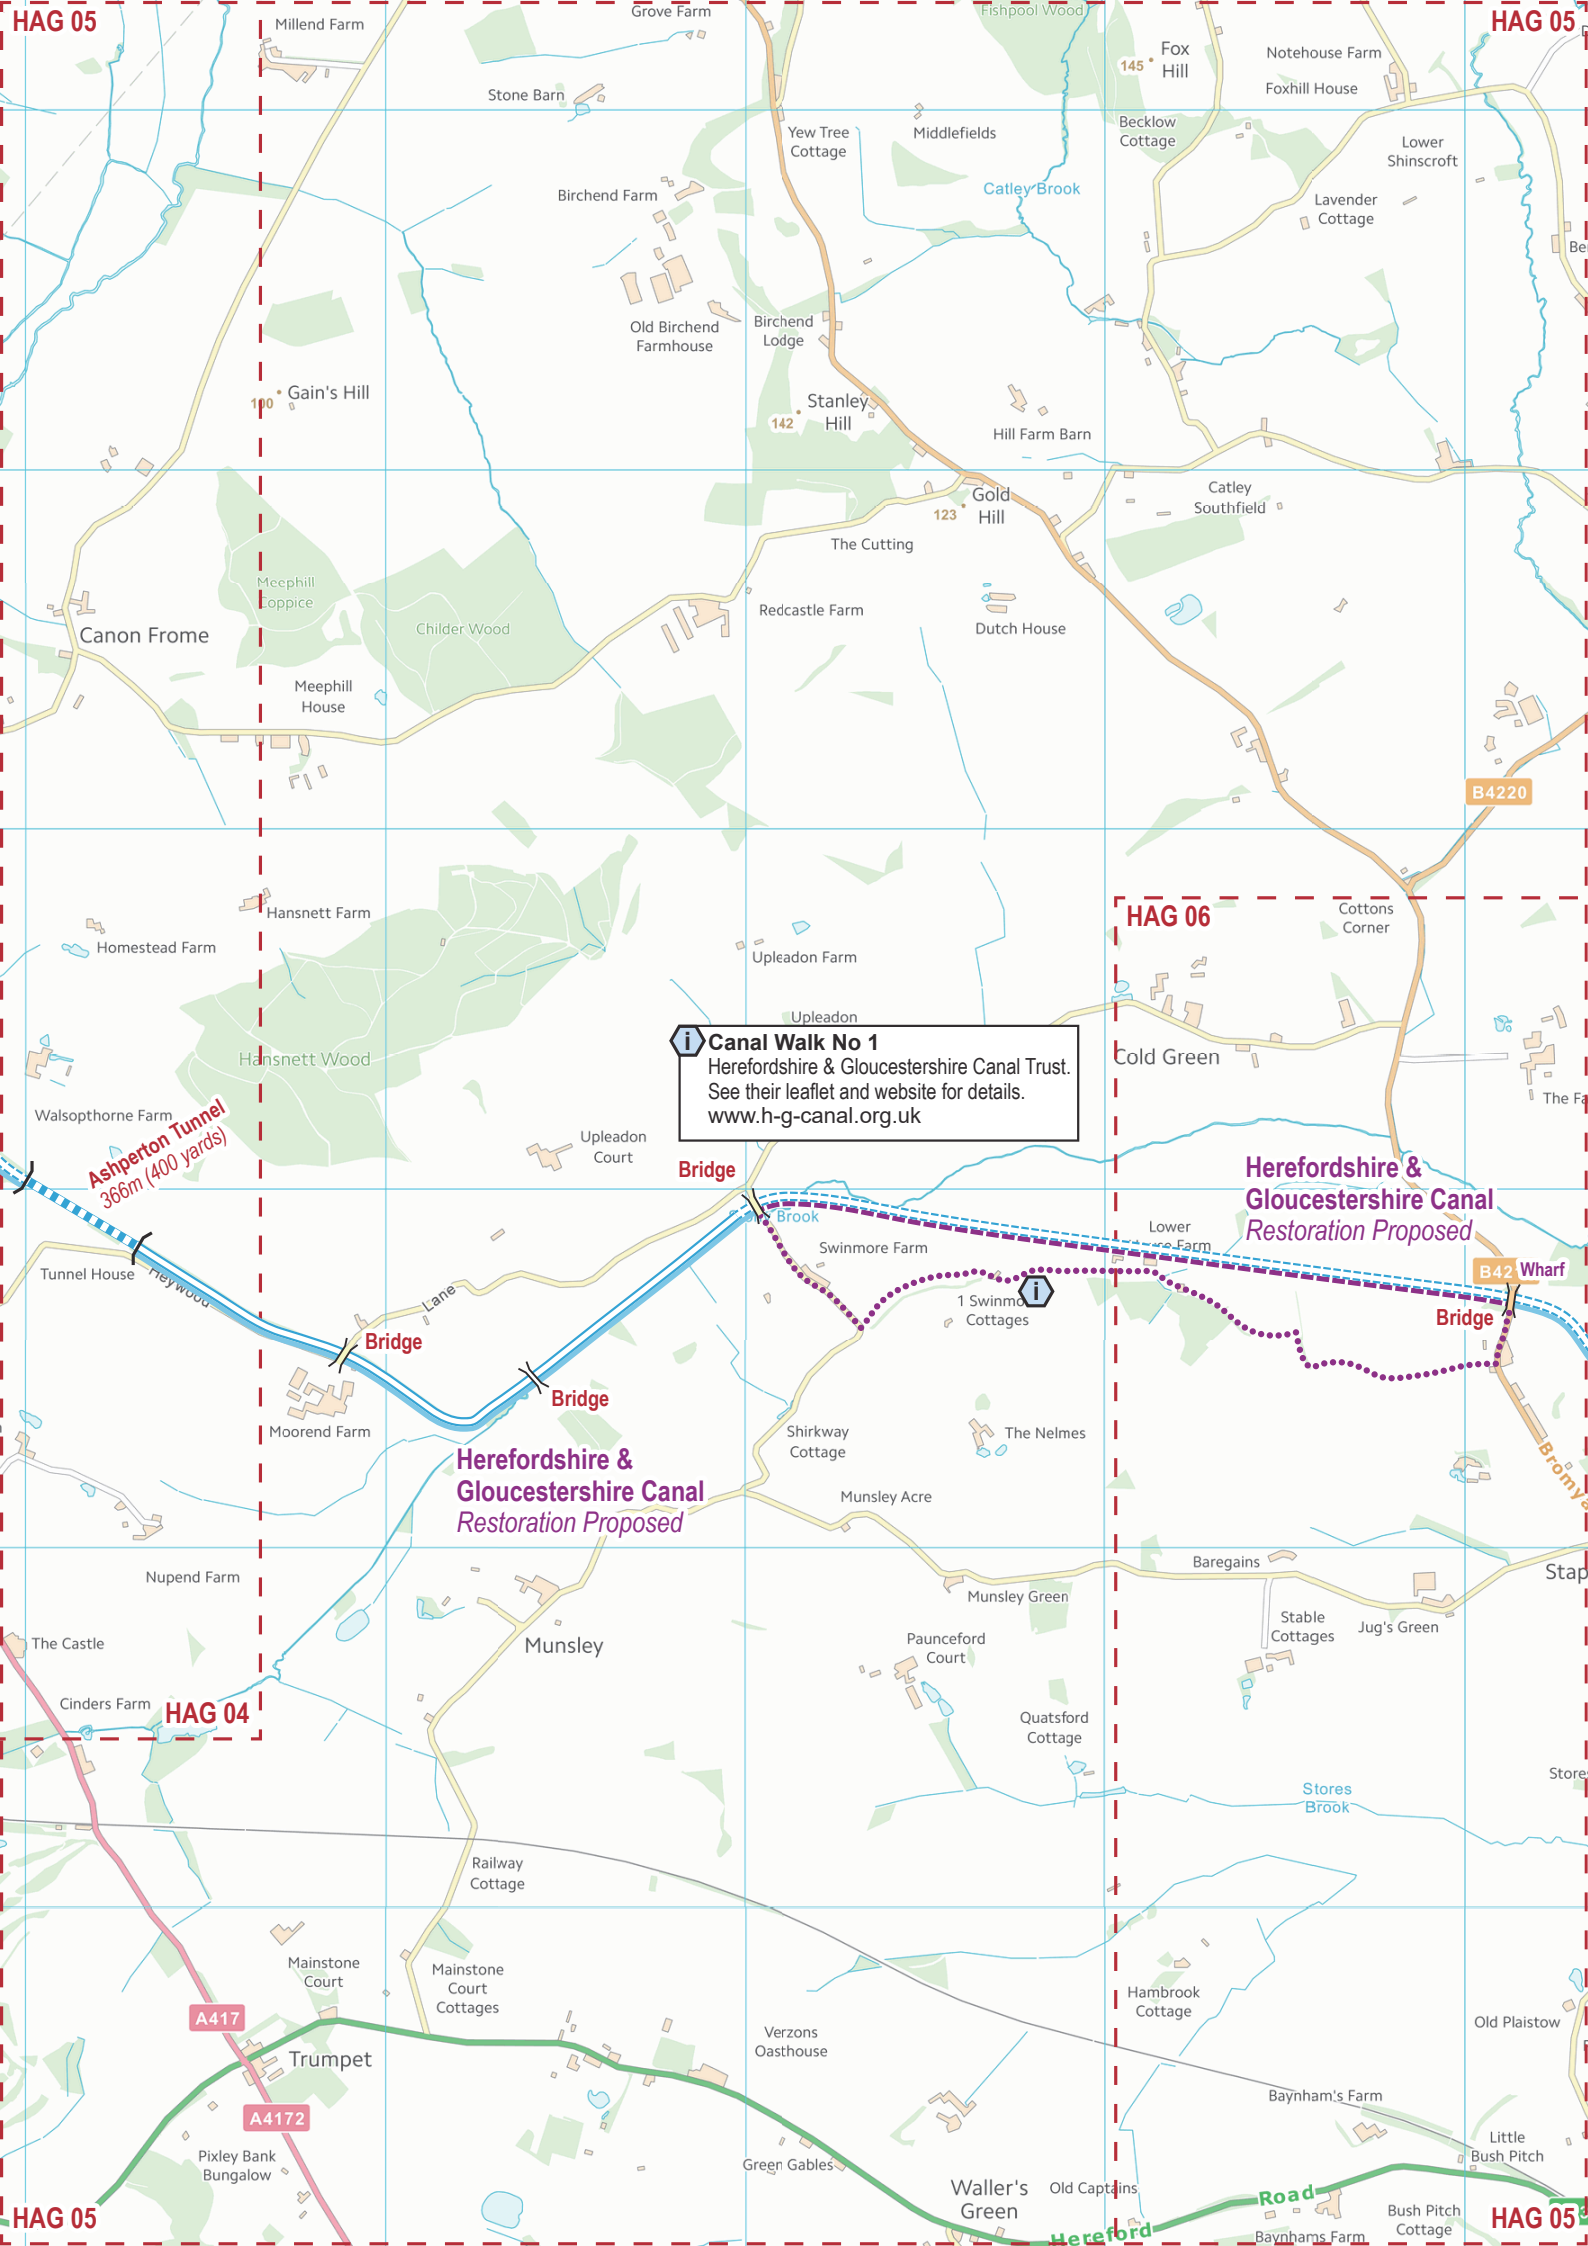 HAG 05
HAG 05
Millend Farm
Grove Farm
Fishpool Wood
145
Fox
Hill
Notehouse Farm
Foxhill House
Stone Barn
Yew Tree
Cottage
Middlefields
Becklow
Cottage
Lower
Shinscroft
Birchend Farm
Catley Brook
Lavender
Cottage
Old Birchend
Farmhouse
Birchend
Lodge
100
Gain's Hill
142
Stanley
Hill
Hill Farm Barn
123
Gold
Hill
Catley
Southfield
The Cutting
Meephill
Coppice
Childer Wood
Canon Frome
Redcastle Farm
Dutch House
Meephill
House
B4220
Hansnett Farm
Homestead Farm
HAG 06
Cottons
Corner
Upleadon Farm
Upleadon
Hansnett Wood
Cold Green
i
Canal Walk No 1
Herefordshire & Gloucestershire Canal Trust.
See their leaflet and website for details.
www.h-g-canal.org.uk
Walsopthorne Farm
Ashperton Tunnel
366m (400 yards)
Upleadon
Court
Bridge
Brook
Herefordshire &
Gloucestershire Canal
Restoration Proposed
Lower
Farm
Swinmore Farm
Tunnel House
Heywood
Lane
i
1 Swinmo
Cottages
B42
Wharf
Bridge
Bridge
Bridge
Moorend Farm
Shirkway
Cottage
The Nelmes
Bromya
Herefordshire &
Gloucestershire Canal
Restoration Proposed
Munsley Acre
Nupend Farm
Baregains
Stap
Munsley Green
Stable
Cottages
Jug's Green
The Castle
Munsley
Paunceford
Court
Cinders Farm
HAG 04
Quatsford
Cottage
Store
Stores
Brook
Railway
Cottage
Mainstone
Court
Mainstone
Court
Cottages
Hambrook
Cottage
A417
Old Plaistow
Verzons
Oasthouse
Trumpet
A4172
Baynham's Farm
Pixley Bank
Bungalow
Green Gables
Little
Bush Pitch
Waller's
Green
Old Captains
Road
Hereford
Bush Pitch
Cottage
Baynhams Farm
HAG 05
HAG 05